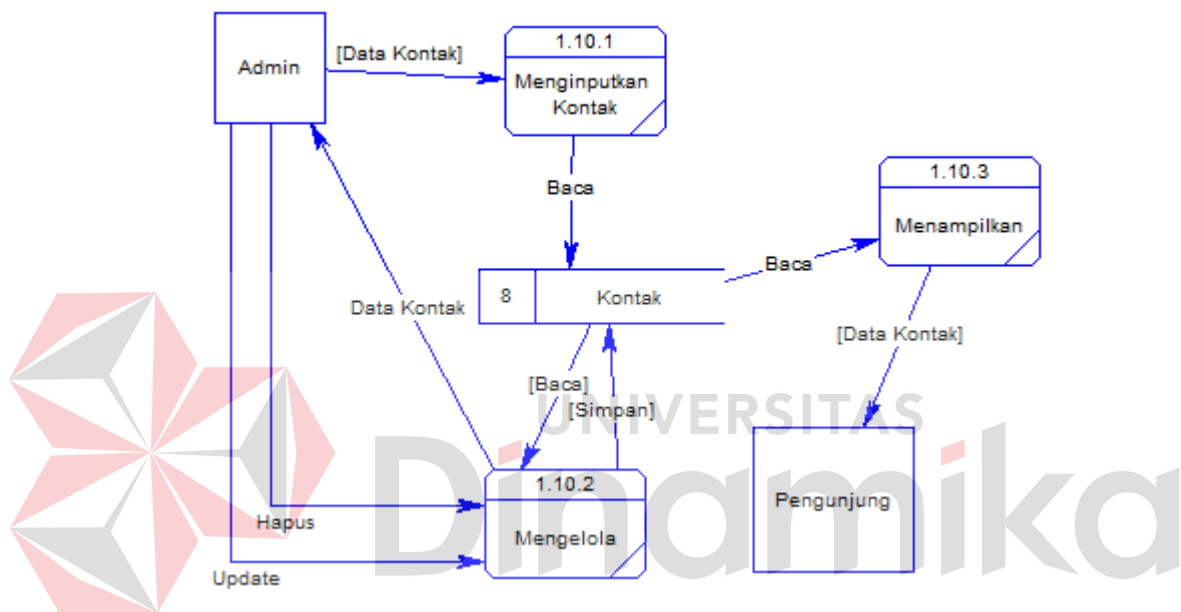 Admin
[Data Kontak]
1.10.1
Menginputkan
Kontak
Baca
1.10.3
Menampilkan
Baca
8
Kontak
Data Kontak
[Data Kontak]
[Baca]
[Simpan]
UNIVERSITAS
Dinamika
1.10.2
Mengelola
Pengunjung
Hapus
Update